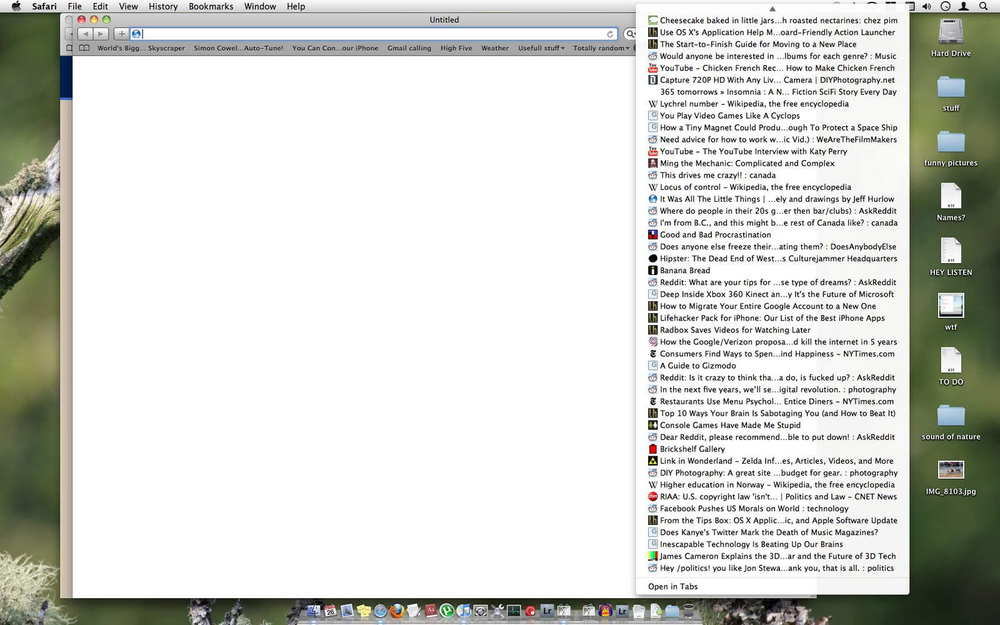 Safari File Edit View History Bookmarks Window Help
Untitled
World's Bigg... Skyscraper Simon Cowel...Auto-Tune! You Can Con...our iPhone Gmail calling High Five Weather Usefull stuff Totally random
Cheesecake baked in little jars...h roasted nectarines: chez pim
Use OS X's Application Help M...oard-Friendly Action Launcher
The Start-to-Finish Guide for Moving to a New Place
Would anyone be interested in ...lbums for each genre? : Music
YouTube - Chicken French Rec... How to Make Chicken French
Capture 720P HD With Any Liv... Camera | DIYPhotography.net
365 tomorrows » Insomnia : A N... Fiction SciFi Story Every Day
Lychrel number - Wikipedia, the free encyclopedia
You Play Video Games Like A Cyclops
How a Tiny Magnet Could Produ...ough To Protect a Space Ship
Need advice for how to work w...ic Vid.) : WeAreTheFilmMakers
YouTube - The YouTube Interview with Katy Perry
Ming the Mechanic: Complicated and Complex
This drives me crazy!! : canada
Locus of control - Wikipedia, the free encyclopedia
It Was All The Little Things | ...ely and drawings by Jeff Hurlow
Where do people in their 20s g...er then bar/clubs) : AskReddit
I'm from B.C., and this might b...e rest of Canada like? : canada
Good and Bad Procrastination
Does anyone else freeze their...ating them? : DoesAnybodyElse
Hipster: The Dead End of West...s Culturejammer Headquarters
Banana Bread
Reddit: What are your tips for ...se type of dreams? : AskReddit
Deep Inside Xbox 360 Kinect an...y It's the Future of Microsoft
How to Migrate Your Entire Google Account to a New One
Lifehacker Pack for iPhone: Our List of the Best iPhone Apps
Radbox Saves Videos for Watching Later
How the Google/Verizon proposa...d kill the internet in 5 years
Consumers Find Ways to Spen...ind Happiness - NYTimes.com
A Guide to Gizmodo
Reddit: Is it crazy to think tha...a do, is fucked up? : AskReddit
In the next five years, we'll se...igital revolution. : photography
Restaurants Use Menu Psychol... Entice Diners - NYTimes.com
Top 10 Ways Your Brain Is Sabotaging You (and How to Beat It)
Console Games Have Made Me Stupid
Dear Reddit, please recommend...ble to put down! : AskReddit
Brickshelf Gallery
Link in Wonderland - Zelda Inf...es, Articles, Videos, and More
DIY Photography: A great site ...budget for gear. : photography
Higher education in Norway - Wikipedia, the free encyclopedia
RIAA: U.S. copyright law 'isn't... | Politics and Law - CNET News
Facebook Pushes US Morals on World : technology
From the Tips Box: OS X Applic...ic, and Apple Software Update
Does Kanye's Twitter Mark the Death of Music Magazines?
Inescapable Technology Is Beating Up Our Brains
James Cameron Explains the 3D...ar and the Future of 3D Tech
Hey /politics! you like Jon Stewa...ank you, that is all. : politics
Open in Tabs
Hard Drive
stuff
funny pictures
RTF
Names?
RTF
HEY LISTEN
wtf
RTF
TO DO
sound of nature
IMG_8103.jpg
26
Aa
Lr
Lr